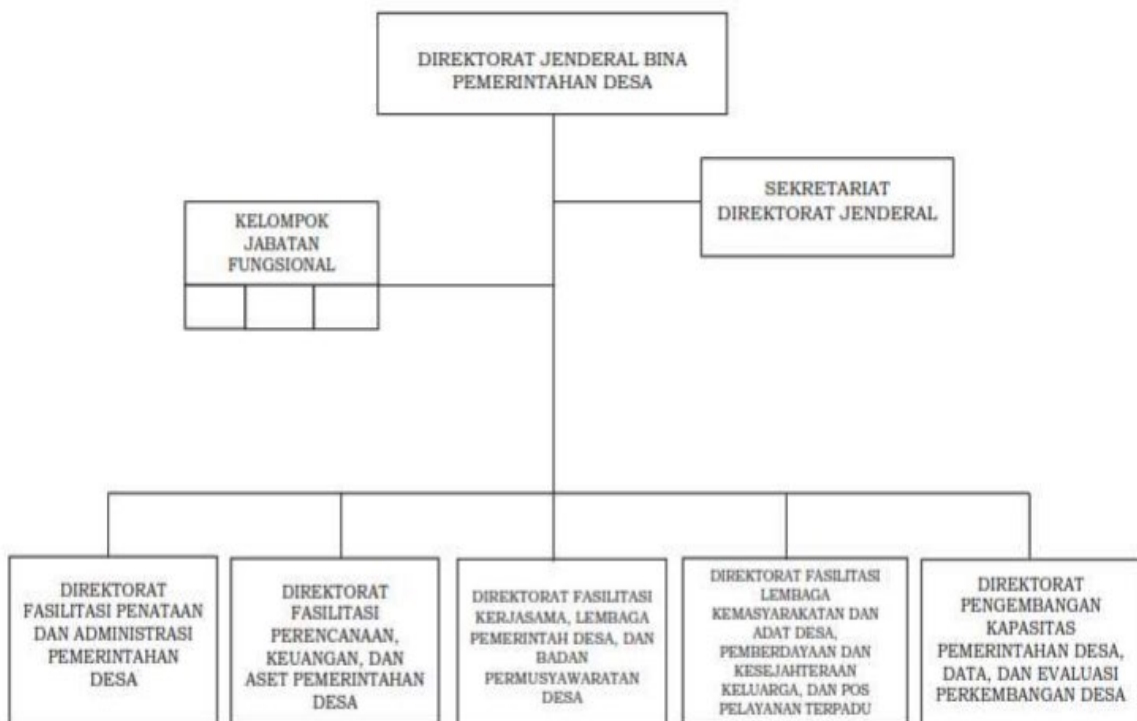 DIREKTORAT JENDERAL BINA
PEMERINTAHAN DESA
SEKRETARIAT
DIREKTORAT JENDERAL
KELOMPOK
JABATAN
FUNGSIONAL
DIREKTORAT
FASILITASI PENATAAN
DAN ADMINISTRASI
PEMERINTAHAN
DESA
DIREKTORAT
FASILITASI
PERENCANAAN,
KEUANGAN, DAN
ASET PEMERINTAHAN
DESA
DIREKTORAT FASILITASI
KERJASAMA, LEMBAGA
PEMERINTAH DESA, DAN
BADAN
PERMUSYAWARATAN
DESA
DIREKTORAT FASILITASI
LEMBAGA
KEMASYARAKATAN DAN
ADAT DESA,
PEMBERDAYAAN DAN
KESEJAHTERAAN
KELUARGA, DAN POS
PELAYANAN TERPADU
DIREKTORAT
PENGEMBANGAN
KAPASITAS
PEMERINTAHAN DESA,
DATA, DAN EVALUASI
PERKEMBANGAN DESA